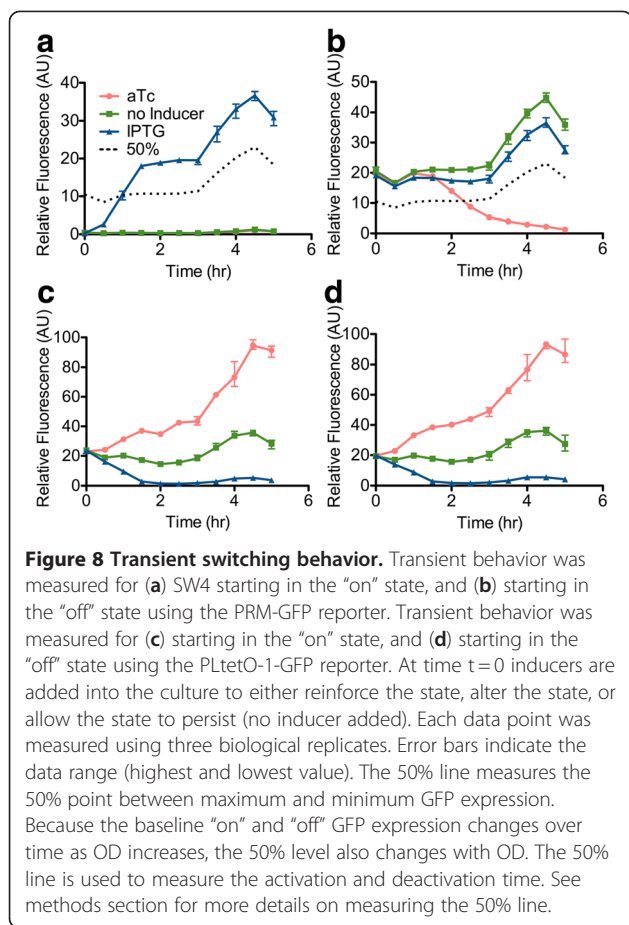 a
b
Relative Fluorescence (AU)
40
30
20
10
0
aTc
no Inducer
IPTG
50%
0 2 4 6
Time (hr)
Relative Fluorescence (AU)
50
40
30
20
10
0
0 2 4 6
Time (hr)
c
d
Relative Fluorescence (AU)
100
80
60
40
20
0
0 2 4 6
Time (hr)
Relative Fluorescence (AU)
100
80
60
40
20
0
0 2 4 6
Time (hr)
Figure 8 Transient switching behavior. Transient behavior was
measured for (a) SW4 starting in the “on” state, and (b) starting in
the “off” state using the PRM-GFP reporter. Transient behavior was
measured for (c) starting in the “on” state, and (d) starting in the
“off” state using the PLtetO-1-GFP reporter. At time t = 0 inducers are
added into the culture to either reinforce the state, alter the state, or
allow the state to persist (no inducer added). Each data point was
measured using three biological replicates. Error bars indicate the
data range (highest and lowest value). The 50% line measures the
50% point between maximum and minimum GFP expression.
Because the baseline “on” and “off” GFP expression changes over
time as OD increases, the 50% level also changes with OD. The 50%
line is used to measure the activation and deactivation time. See
methods section for more details on measuring the 50% line.